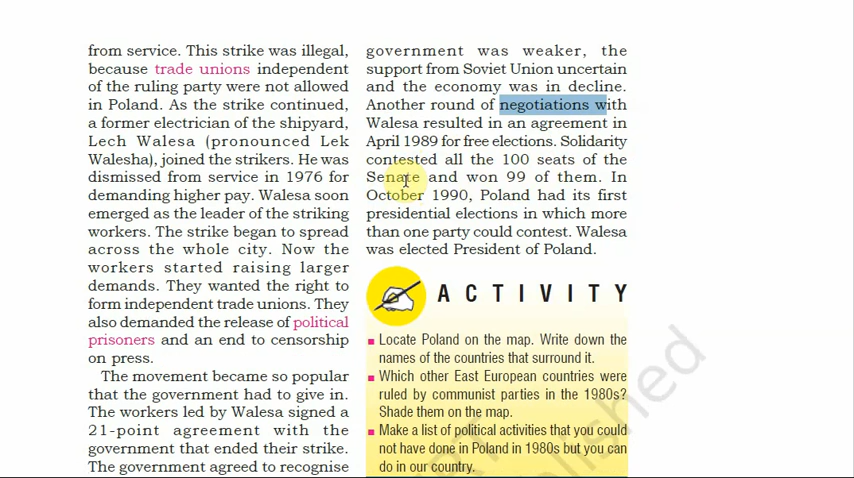 from service. This strike was illegal,
because trade unions independent
of the ruling party were not allowed
in Poland. As the strike continued,
a former electrician of the shipyard,
Lech Walesa (pronounced Lek
Walesha), joined the strikers. He was
dismissed from service in 1976 for
demanding higher pay. Walesa soon
emerged as the leader of the striking
workers. The strike began to spread
across the whole city. Now the
workers started raising larger
demands. They wanted the right to
form independent trade unions. They
also demanded the release of political
prisoners and an end to censorship
on press.
The movement became so popular
that the government had to give in.
The workers led by Walesa signed a
21-point agreement with the
government that ended their strike.
The government agreed to recognise
government was weaker, the
support from Soviet Union uncertain
and the economy was in decline.
Another round of negotiations with
Walesa resulted in an agreement in
April 1989 for free elections. Solidarity
contested all the 100 seats of the
Senate and won 99 of them. In
October 1990, Poland had its first
presidential elections in which more
than one party could contest. Walesa
was elected President of Poland.
ACTIVITY
Locate Poland on the map. Write down the
names of the countries that surround it.
Which other East European countries were
ruled by communist parties in the 1980s?
Shade them on the map.
Make a list of political activities that you could
not have done in Poland in 1980s but you can
do in our country.